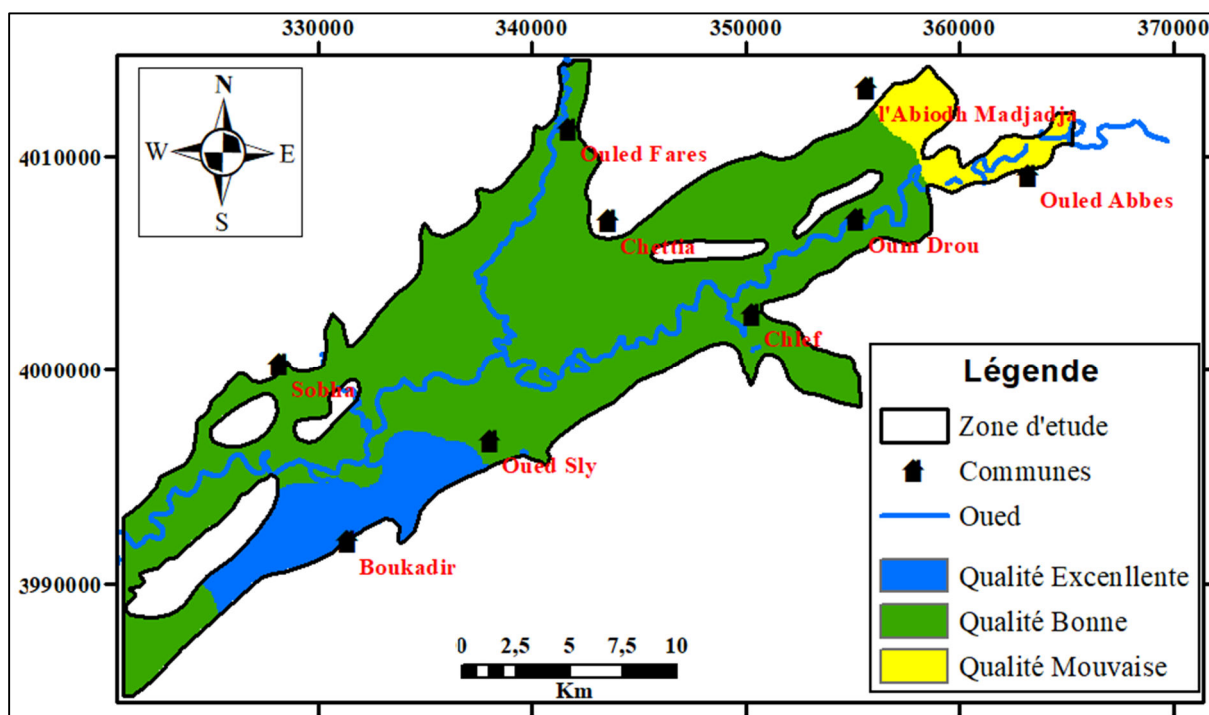 330000 340000 350000 360000 370000
N
W E
S
4010000
4000000
3990000
l'Abiodh Madjadja
Ouled Fares
Ouled Abbes
Chettia
Oum Drou
Chlef
Sobha
Oued Sly
Boukadir
0 2,5 5 7,5 10
Km
Légende
Zone d'etude
Communes
Oued
Qualité Excenllente
Qualité Bonne
Qualité Mouvaise